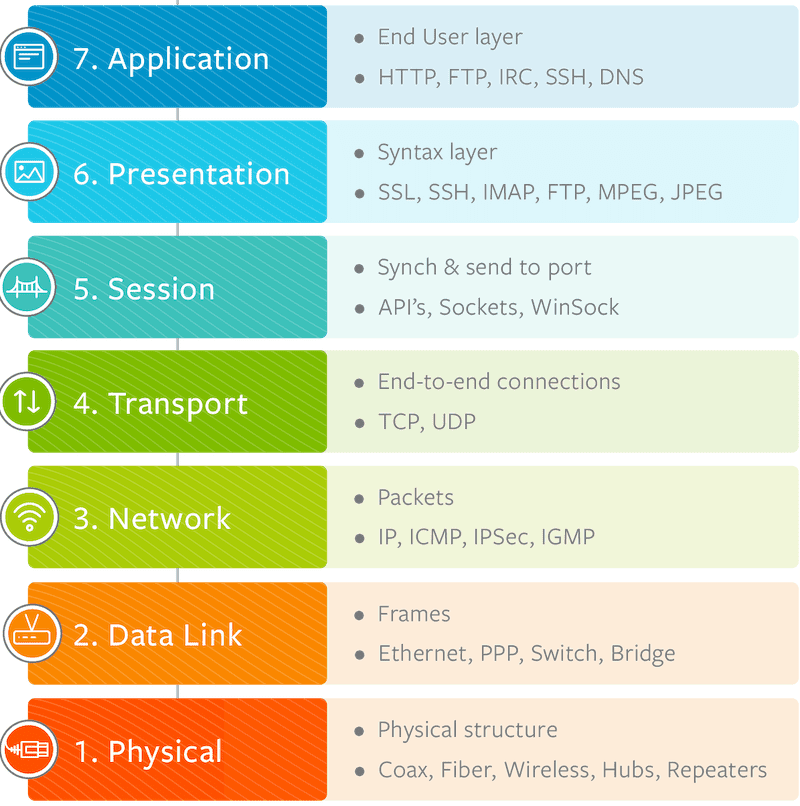 7. Application
• End User layer
• HTTP, FTP, IRC, SSH, DNS
6. Presentation
• Syntax layer
• SSL, SSH, IMAP, FTP, MPEG, JPEG
5. Session
• Synch & send to port
• API’s, Sockets, WinSock
4. Transport
• End-to-end connections
• TCP, UDP
3. Network
• Packets
• IP, ICMP, IPSec, IGMP
2. Data Link
• Frames
• Ethernet, PPP, Switch, Bridge
1. Physical
• Physical structure
• Coax, Fiber, Wireless, Hubs, Repeaters